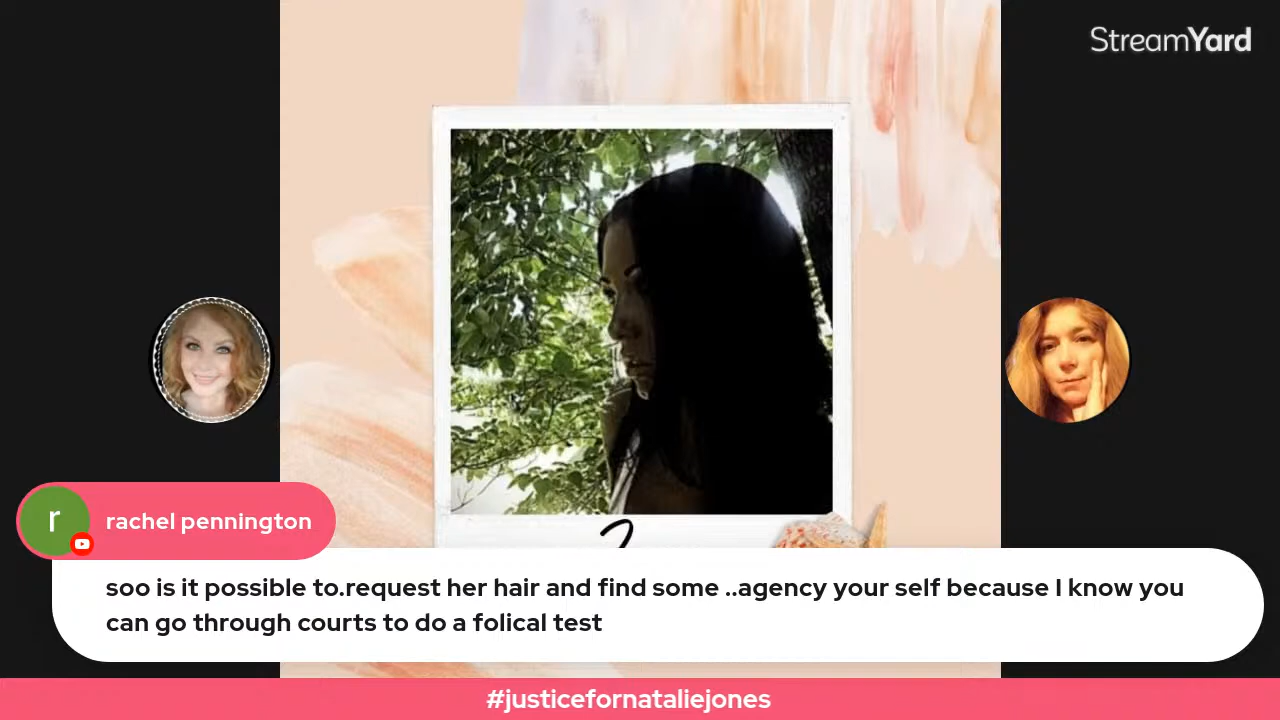 StreamYard
r
rachel pennington
soo is it possible to.request her hair and find some ..agency your self because I know you
can go through courts to do a folical test
#justicefornataliejones